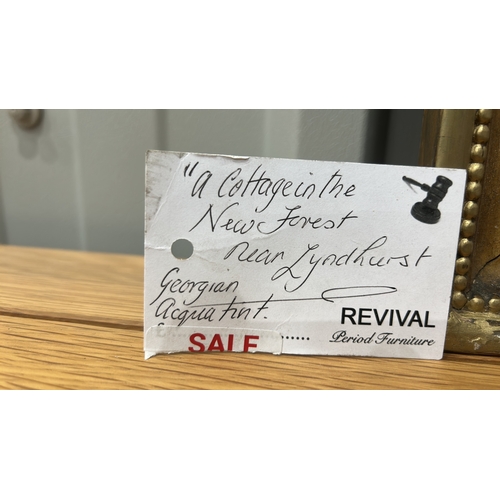 "A Cottage in the
New Forest
near Lyndhurst
Georgian
Acquatint.
REVIVAL
SALE ......
Period Furniture